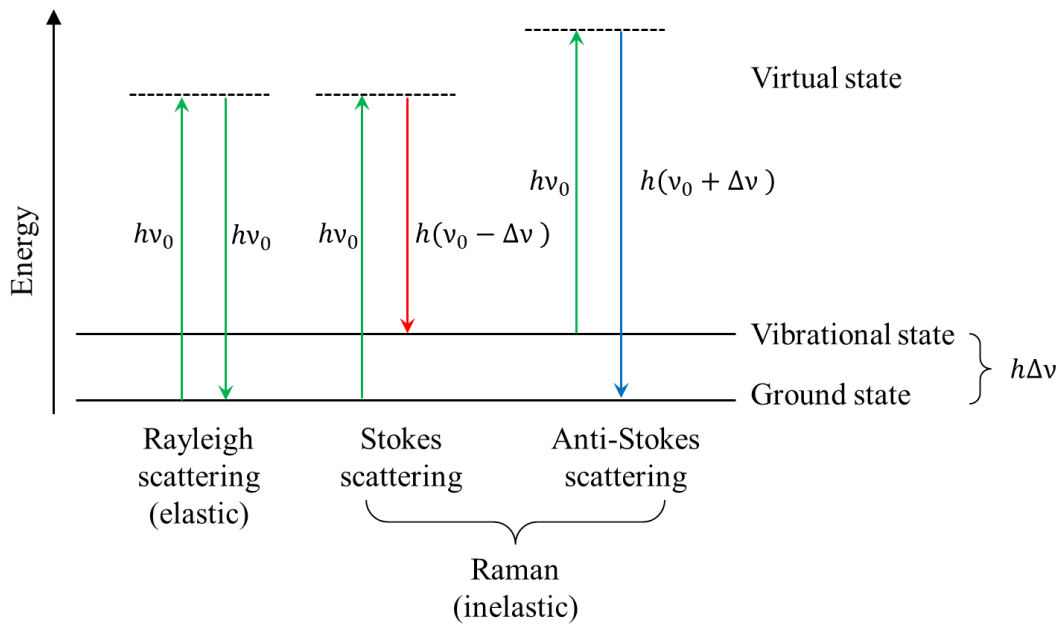 Virtual state
hν₀
h(ν₀ + Δν )
hν₀
hν₀
hν₀
h(ν₀ − Δν )
Energy
Vibrational state
hΔν
Ground state
Rayleigh
scattering
(elastic)
Stokes
scattering
Anti-Stokes
scattering
Raman
(inelastic)